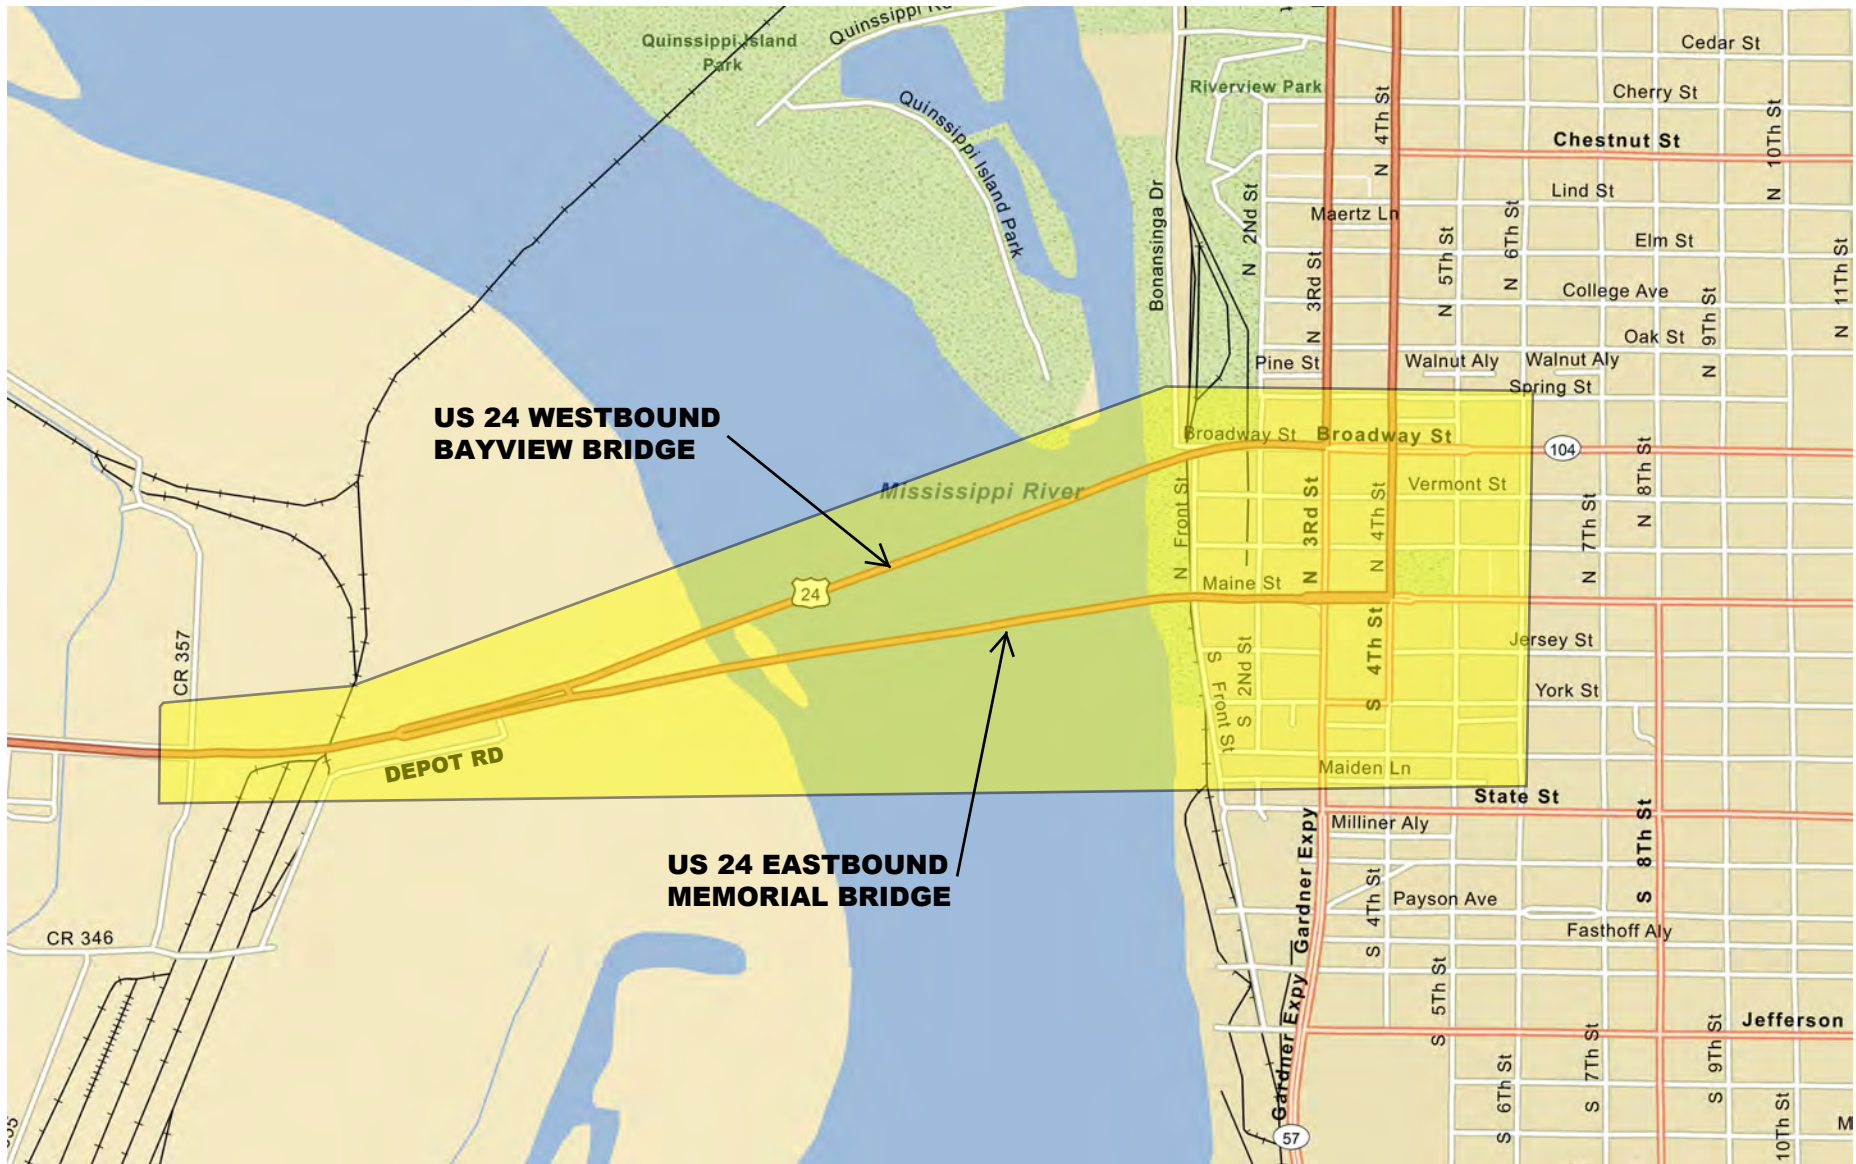 Quinssippi Island
Park
Quinssippi Rd
Quinssippi Island Park
Riverview Park
Cedar St
Cherry St
Chestnut St
Lind St
Maertz Ln
Elm St
College Ave
Oak St
Pine St
Walnut Aly
Walnut Aly
Spring St
N 4Th St
N 10Th St
Bonansinga Dr
N 2Nd St
N 3Rd St
N 5Th St
N 6Th St
N 9Th St
N 11Th St
US 24 WESTBOUND
BAYVIEW BRIDGE
Broadway St
Broadway St
104
Mississippi River
Vermont St
N Front St
N 3Rd St
N 4Th St
N 7Th St
N 8Th St
24
Maine St
Jersey St
York St
CR 357
S Front St
S 2Nd St
S 4Th St
DEPOT RD
Maiden Ln
State St
Milliner Aly
US 24 EASTBOUND
MEMORIAL BRIDGE
Gardner Expy
S 4Th St
S 8Th St
Payson Ave
Fasthoff Aly
CR 346
Gardner Expy
S 5Th St
Jefferson
S 6Th St
S 7Th St
S 9Th St
10Th St
57
M